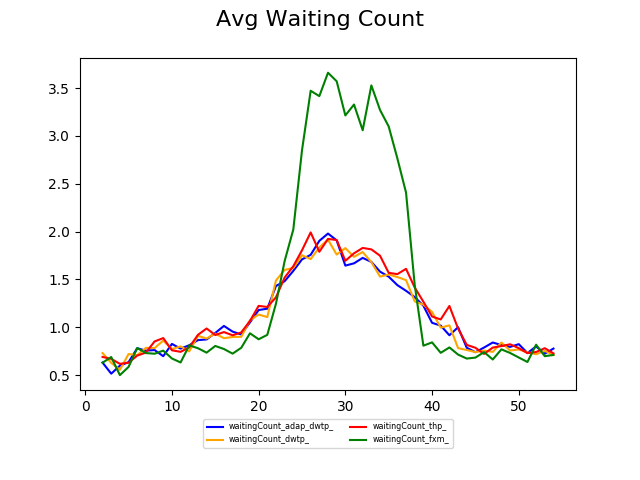 Avg Waiting Count
3.5
3.0
2.5
2.0
1.5
1.0
0.5
0 10 20 30 40 50
waitingCount_adap_dwtp_ waitingCount_thp_
waitingCount_dwtp_ waitingCount_fxm_